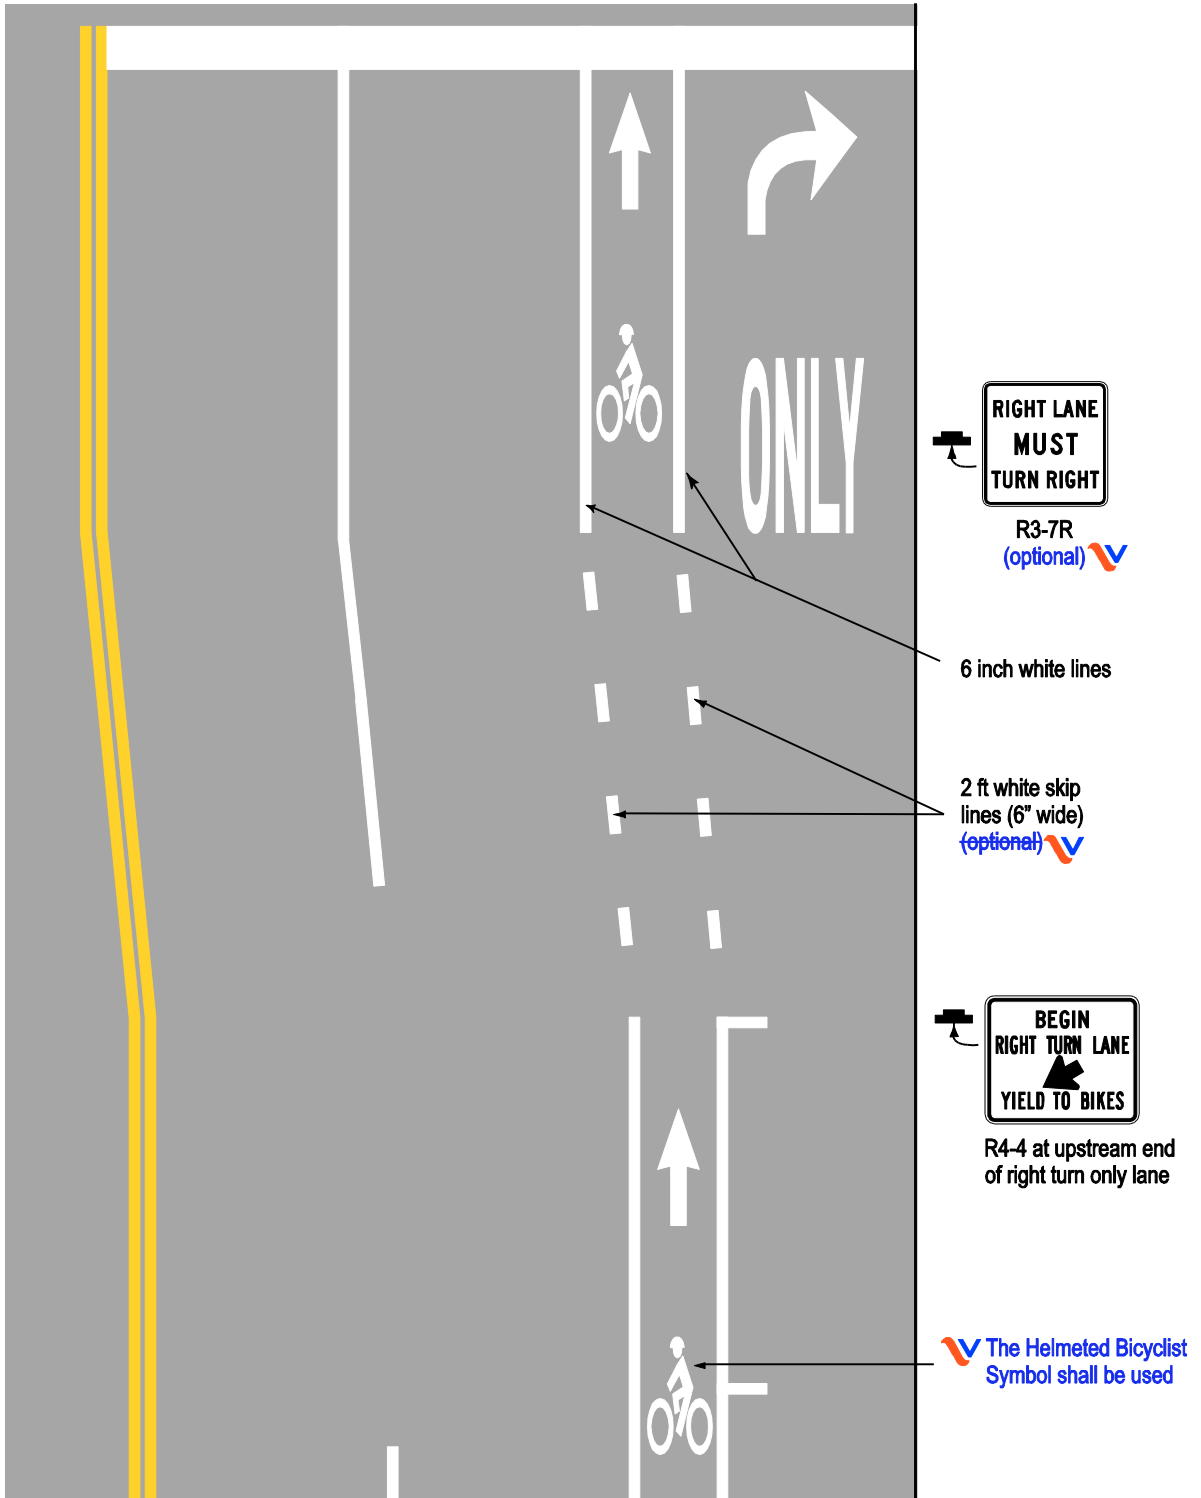 ONLY
RIGHT LANE
MUST
TURN RIGHT
R3-7R
(optional)
6 inch white lines
2 ft white skip
lines (6” wide)
(optional)
BEGIN
RIGHT TURN LANE
YIELD TO BIKES
R4-4 at upstream end
of right turn only lane
The Helmeted Bicyclist
Symbol shall be used